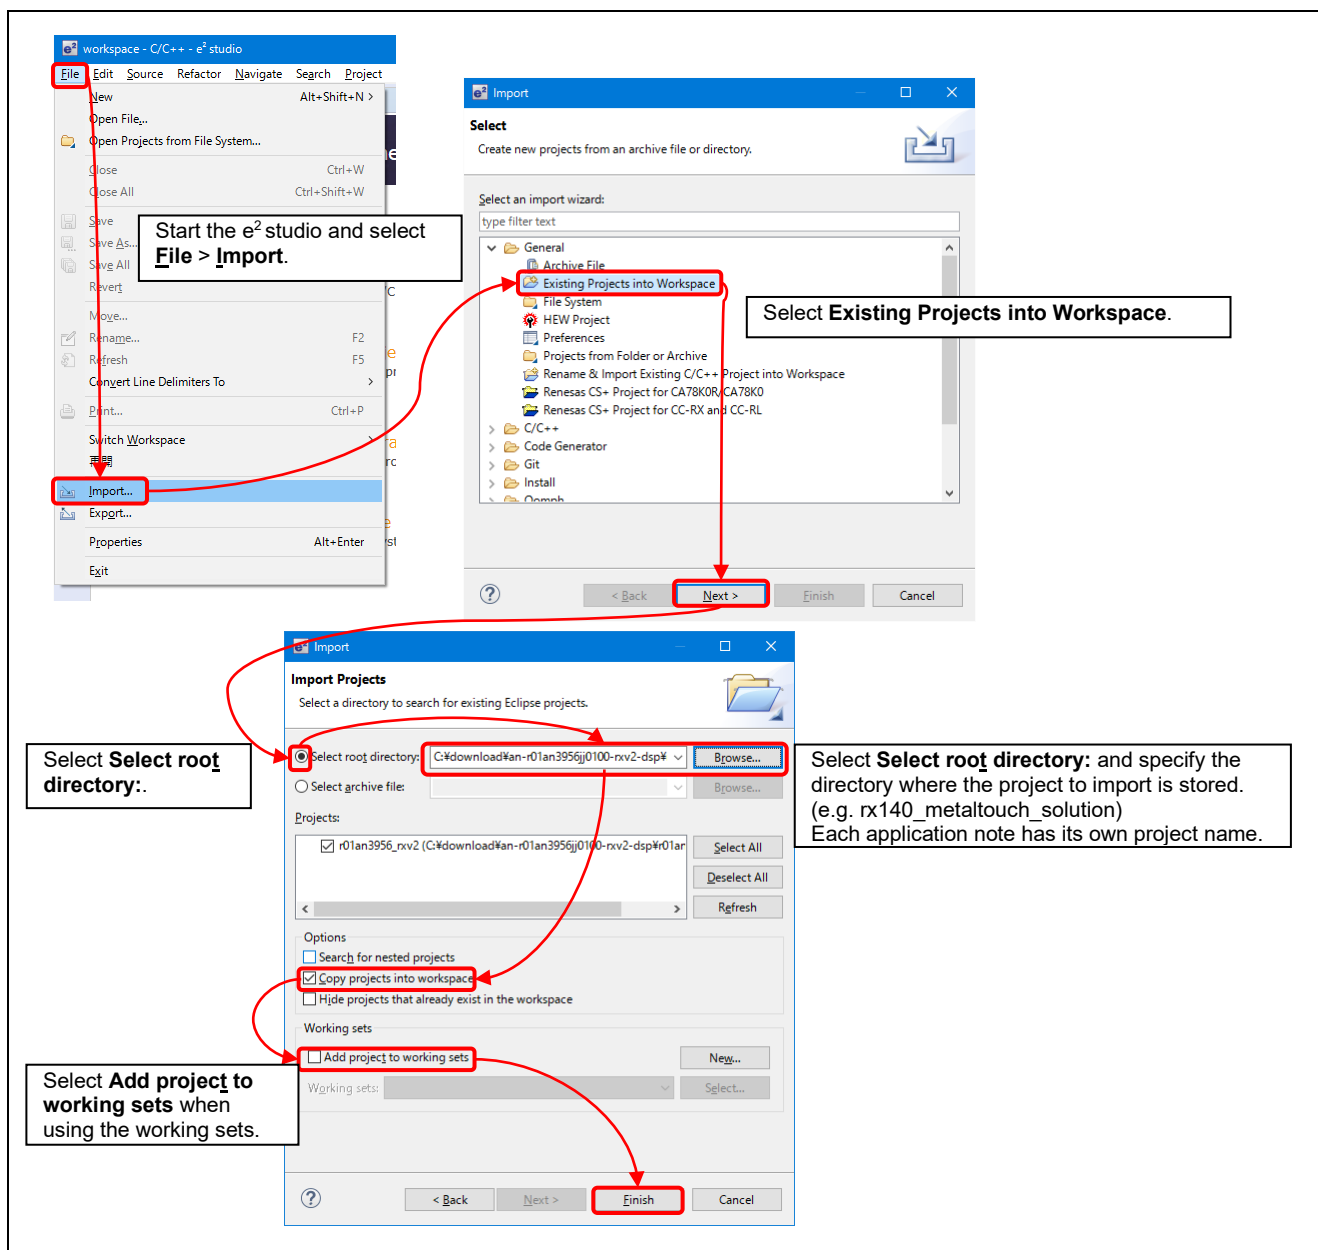 e² workspace - C/C++ - e² studio
File Edit Source Refactor Navigate Search Project
New Alt+Shift+N >
Open File...
Open Projects from File System...
Close Ctrl+W
Close All Ctrl+Shift+W
Save
Save As...
Save All
Revert
Move...
Rename... F2
Refresh F5
Convert Line Delimiters To >
Print... Ctrl+P
Switch Workspace >
再開
Import...
Export...
Properties Alt+Enter
Exit
Start the e² studio and select
File > Import.
e² Import
Select
Create new projects from an archive file or directory.
Select an import wizard:
type filter text
General
Archive File
Existing Projects into Workspace
File System
HEW Project
Preferences
Projects from Folder or Archive
Rename & Import Existing C/C++ Project into Workspace
Renesas CS+ Project for CA78K0R/CA78K0
Renesas CS+ Project for CC-RX and CC-RL
> C/C++
> Code Generator
> Git
> Install
> Oomph
? < Back Next > Finish Cancel
Select Existing Projects into Workspace.
e² Import
Import Projects
Select a directory to search for existing Eclipse projects.
Select root directory: C:¥download¥an-r01an3956jj0100-rxv2-dsp¥ Browse...
Select archive file: Browse...
Projects:
r01an3956_rxv2 (C:¥download¥an-r01an3956jj0100-rxv2-dsp¥r01an
Select All
Deselect All
Refresh
Options
Search for nested projects
Copy projects into workspace
Hide projects that already exist in the workspace
Working sets
Add project to working sets New...
Working sets: Select...
? < Back Next > Finish Cancel
Select Select root
directory:.
Select Select root directory: and specify the
directory where the project to import is stored.
(e.g. rx140_metaltouch_solution)
Each application note has its own project name.
Select Add project to
working sets when
using the working sets.